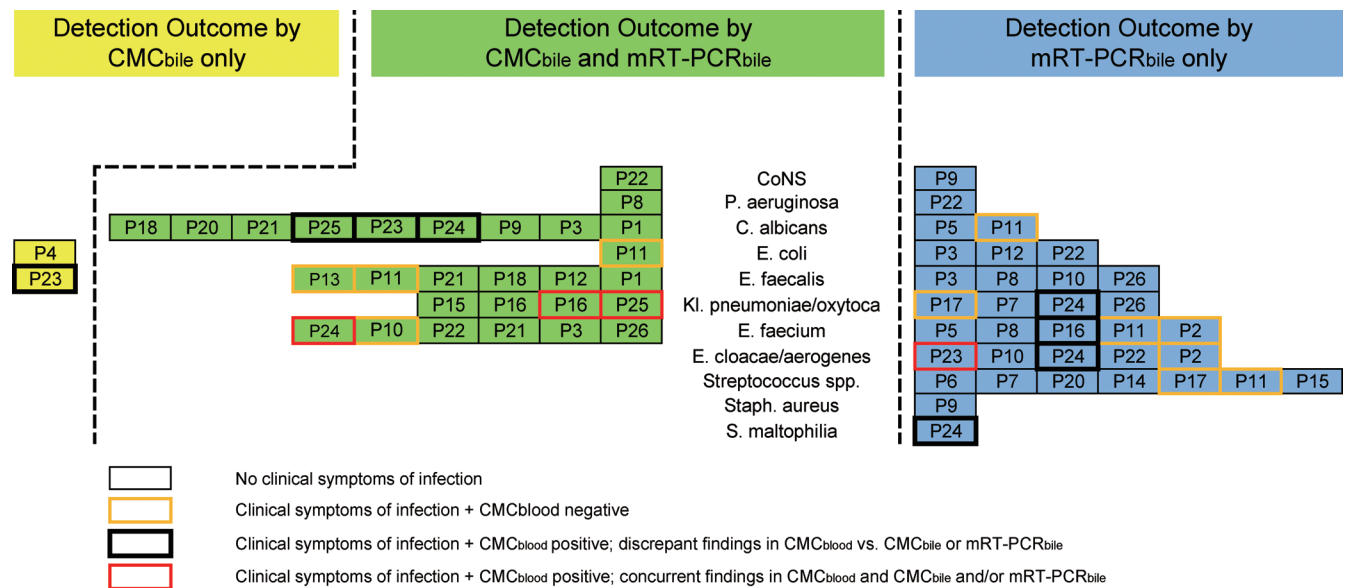 Detection Outcome by
CMCbile only
Detection Outcome by
CMCbile and mRT-PCRbile
Detection Outcome by
mRT-PCRbile only
P22 CoNS P9
P8 P. aeruginosa P22
P18 P20 P21 P25 P23 P24 P9 P3 P1 C. albicans P5 P11
P4 P11 E. coli P3 P12 P22
P23 P13 P11 P21 P18 P12 P1 E. faecalis P3 P8 P10 P26
P15 P16 P16 P25 Kl. pneumoniae/oxytoca P17 P7 P24 P26
P24 P10 P22 P21 P3 P26 E. faecium P5 P8 P16 P11 P2
E. cloacae/aerogenes P23 P10 P24 P22 P2
Streptococcus spp. P6 P7 P20 P14 P17 P11 P15
Staph. aureus P9
S. maltophilia P24
No clinical symptoms of infection
Clinical symptoms of infection + CMCblood negative
Clinical symptoms of infection + CMCblood positive; discrepant findings in CMCblood vs. CMCbile or mRT-PCRbile
Clinical symptoms of infection + CMCblood positive; concurrent findings in CMCblood and CMCbile and/or mRT-PCRbile